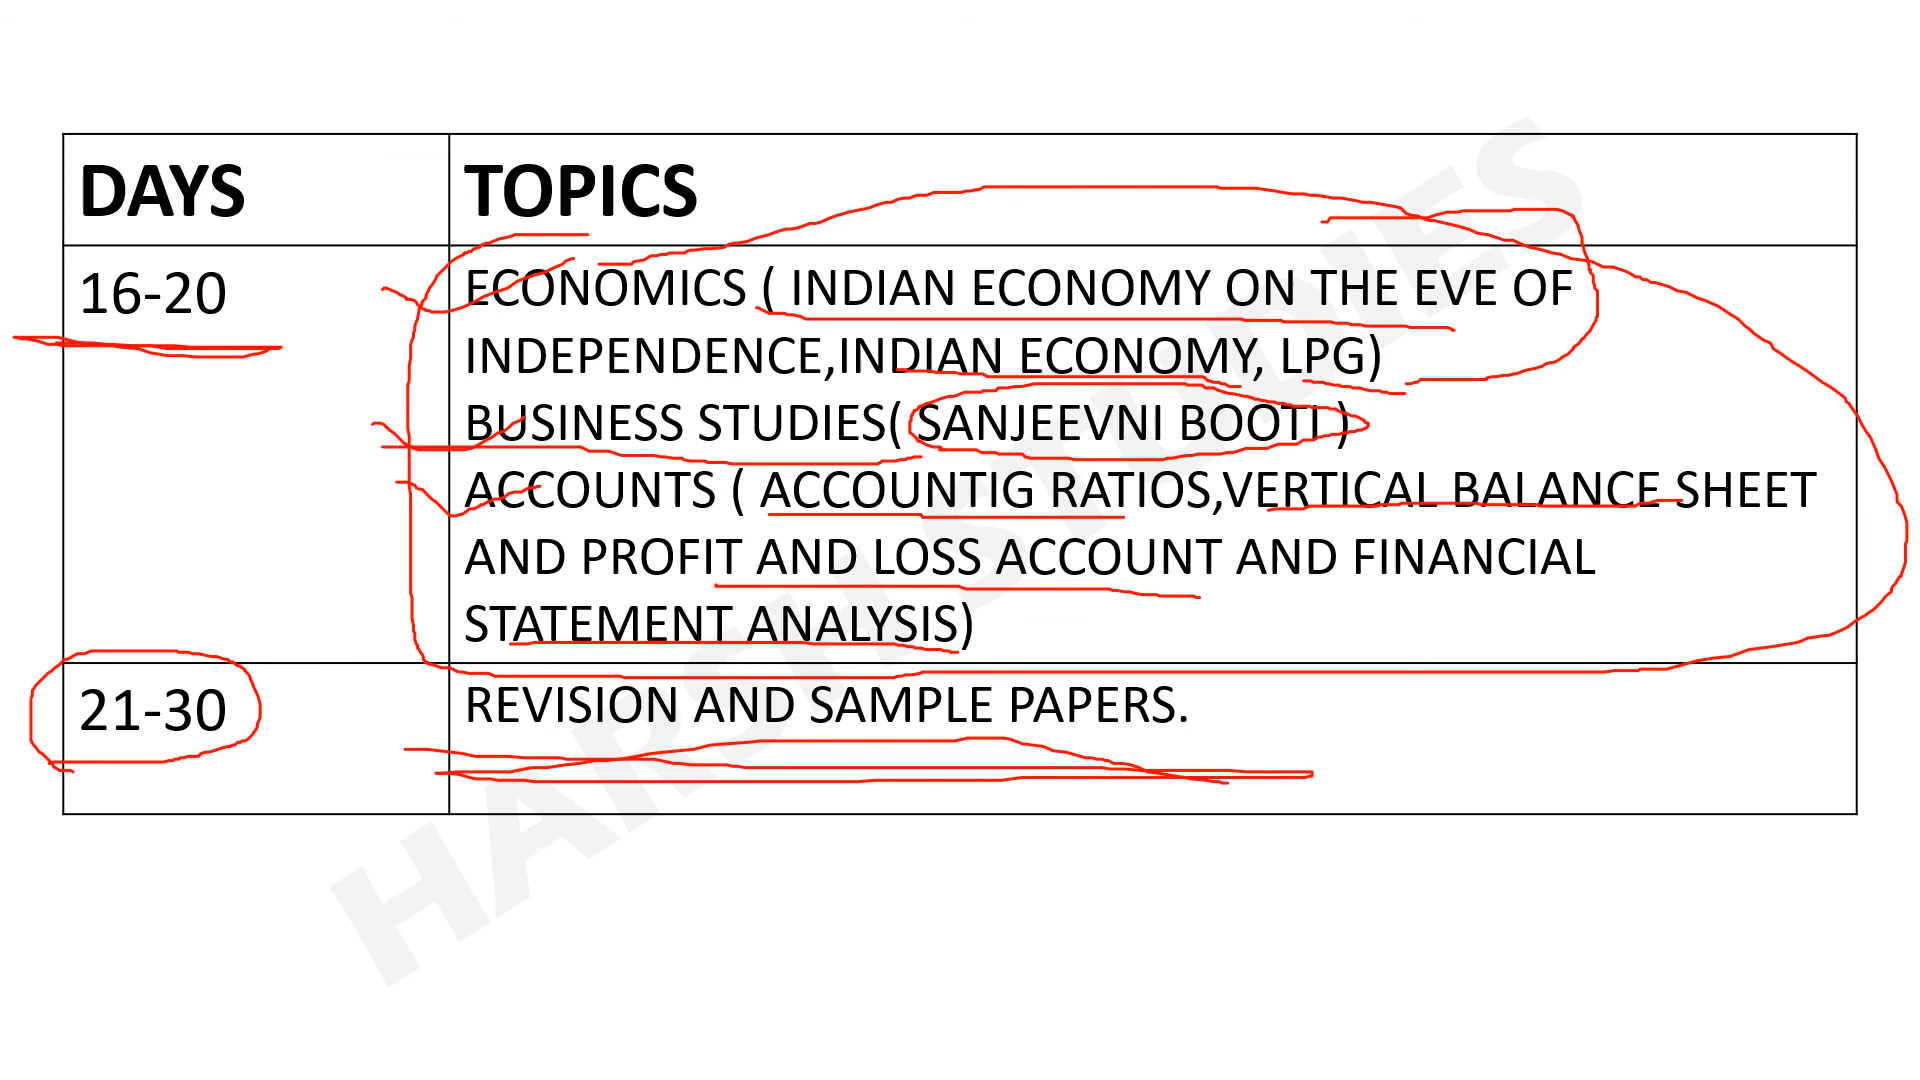 DAYS
TOPICS
16-20
ECONOMICS ( INDIAN ECONOMY ON THE EVE OF
INDEPENDENCE,INDIAN ECONOMY, LPG)
BUSINESS STUDIES( SANJEEVNI BOOTI )
ACCOUNTS ( ACCOUNTIG RATIOS,VERTICAL BALANCE SHEET
AND PROFIT AND LOSS ACCOUNT AND FINANCIAL
STATEMENT ANALYSIS)
21-30
REVISION AND SAMPLE PAPERS.
HARSH STUDIES